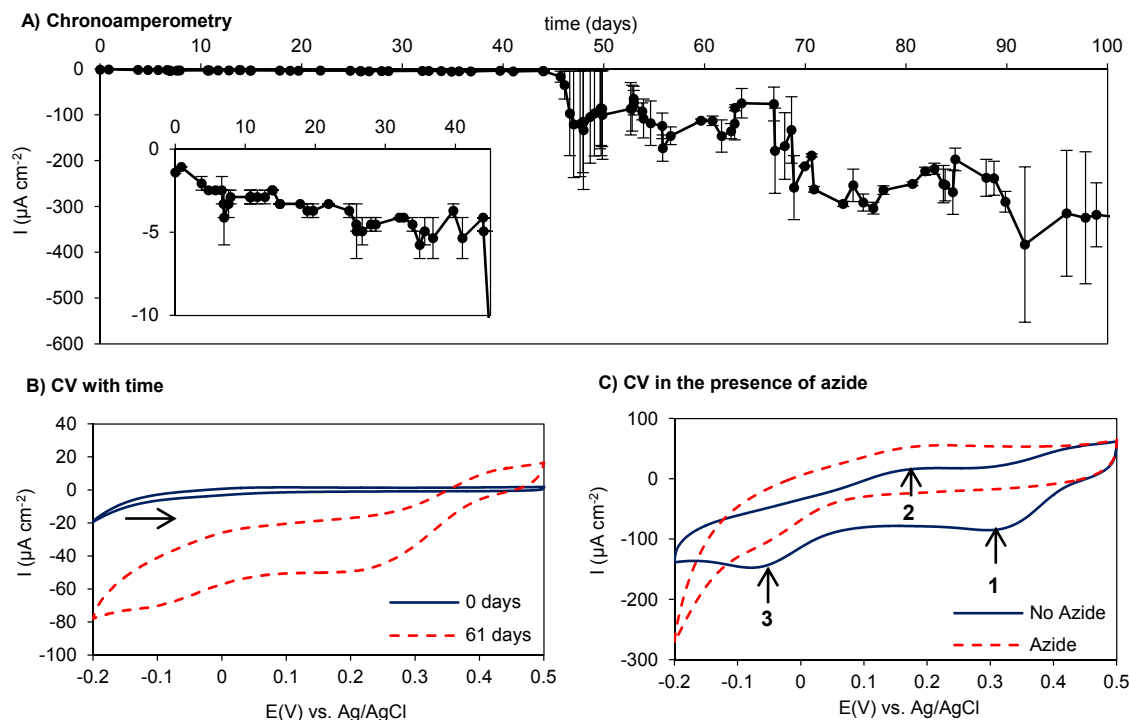 A) Chronoamperometry
time (days)
0 10 20 30 40 50 60 70 80 90 100
0
-100
-200
-300
-400
-500
-600
I (µA cm⁻²)
0 10 20 30 40
0
-5
-10
B) CV with time
40
20
0
-20
-40
-60
-80
-100
I (µA cm⁻²)
0 days
61 days
-0.2 -0.1 0 0.1 0.2 0.3 0.4 0.5
E(V) vs. Ag/AgCl
C) CV in the presence of azide
100
0
-100
-200
-300
I (µA cm⁻²)
2
1
3
No Azide
Azide
-0.2 -0.1 0 0.1 0.2 0.3 0.4 0.5
E(V) vs. Ag/AgCl